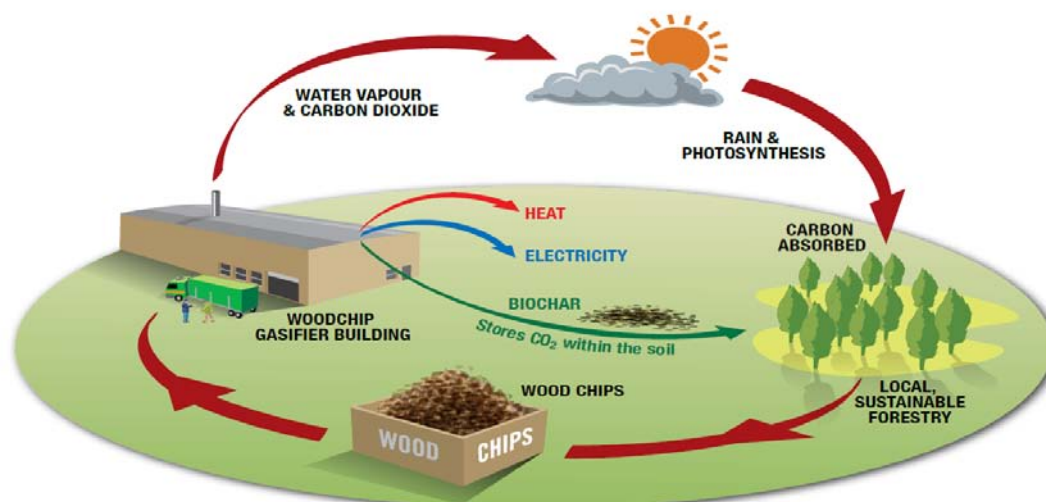 WATER VAPOUR
& CARBON DIOXIDE
RAIN &
PHOTOSYNTHESIS
HEAT
ELECTRICITY
CARBON
ABSORBED
BIOCHAR
Stores CO₂ within the soil
WOODCHIP
GASIFIER BUILDING
WOOD CHIPS
WOOD CHIPS
LOCAL,
SUSTAINABLE
FORESTRY